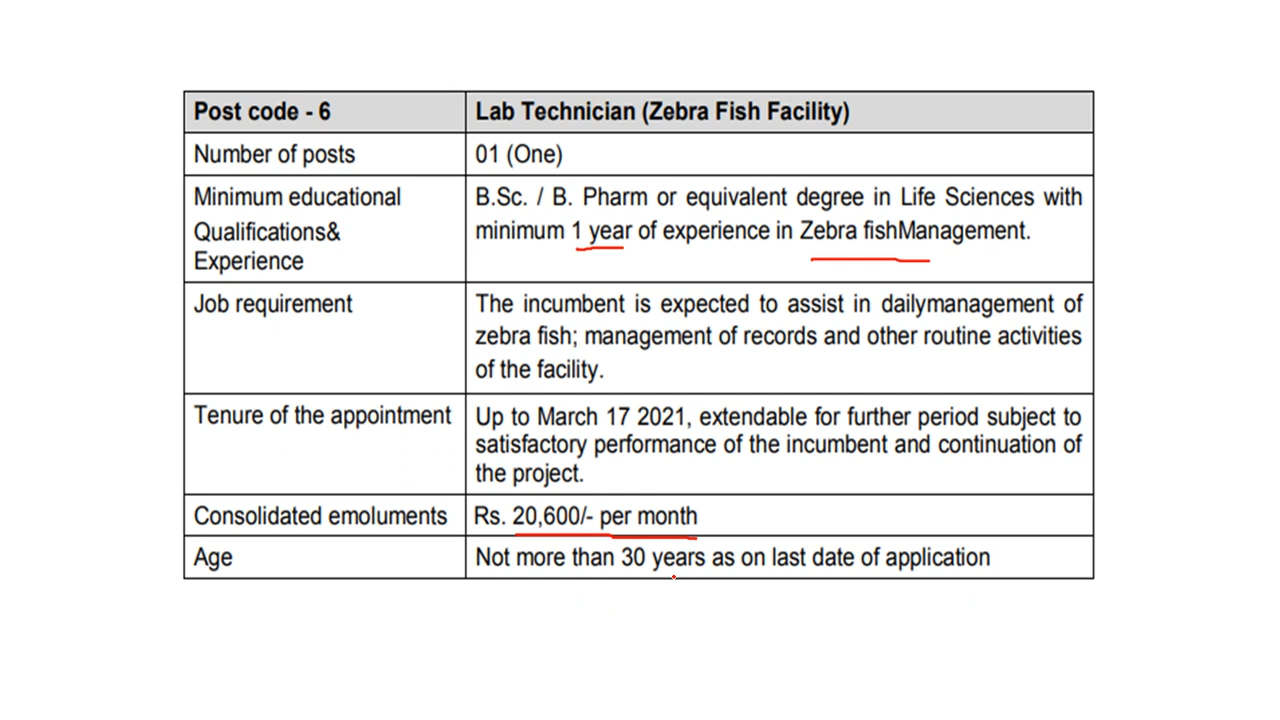 Post code - 6
Lab Technician (Zebra Fish Facility)
Number of posts
01 (One)
Minimum educational
Qualifications&
Experience
B.Sc. / B. Pharm or equivalent degree in Life Sciences with
minimum 1 year of experience in Zebra fishManagement.
Job requirement
The incumbent is expected to assist in dailymanagement of
zebra fish; management of records and other routine activities
of the facility.
Tenure of the appointment
Up to March 17 2021, extendable for further period subject to
satisfactory performance of the incumbent and continuation of
the project.
Consolidated emoluments
Rs. 20,600/- per month
Age
Not more than 30 years as on last date of application